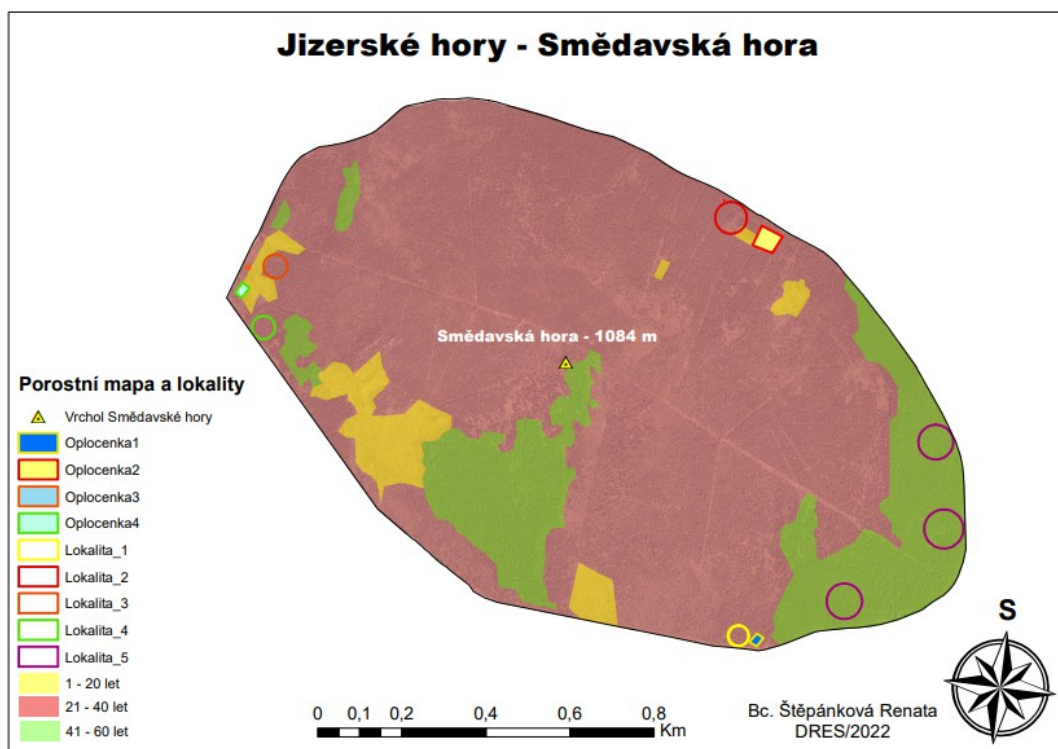 Jizerské hory - Smědavská hora
Smědavská hora - 1084 m
Porostní mapa a lokality
Vrchol Smědavské hory
Oplocenka1
Oplocenka2
Oplocenka3
Oplocenka4
Lokalita_1
Lokalita_2
Lokalita_3
Lokalita_4
Lokalita_5
1 - 20 let
21 - 40 let
41 - 60 let
0 0,1 0,2 0,4 0,6 0,8
Km
Bc. Štěpánková Renata
DRES/2022
S